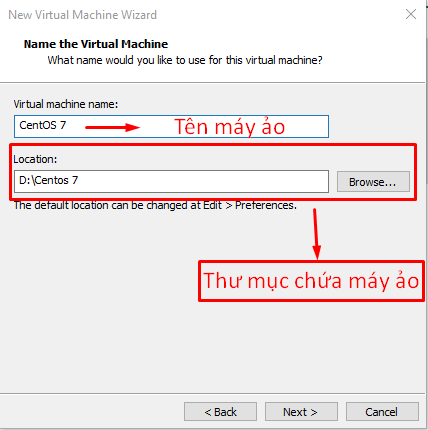 New Virtual Machine Wizard
Name the Virtual Machine
What name would you like to use for this virtual machine?
Virtual machine name:
CentOS 7 Tên máy ảo
Location:
D:\Centos 7 Browse...
The default location can be changed at Edit > Preferences.
Thư mục chứa máy ảo
< Back Next > Cancel